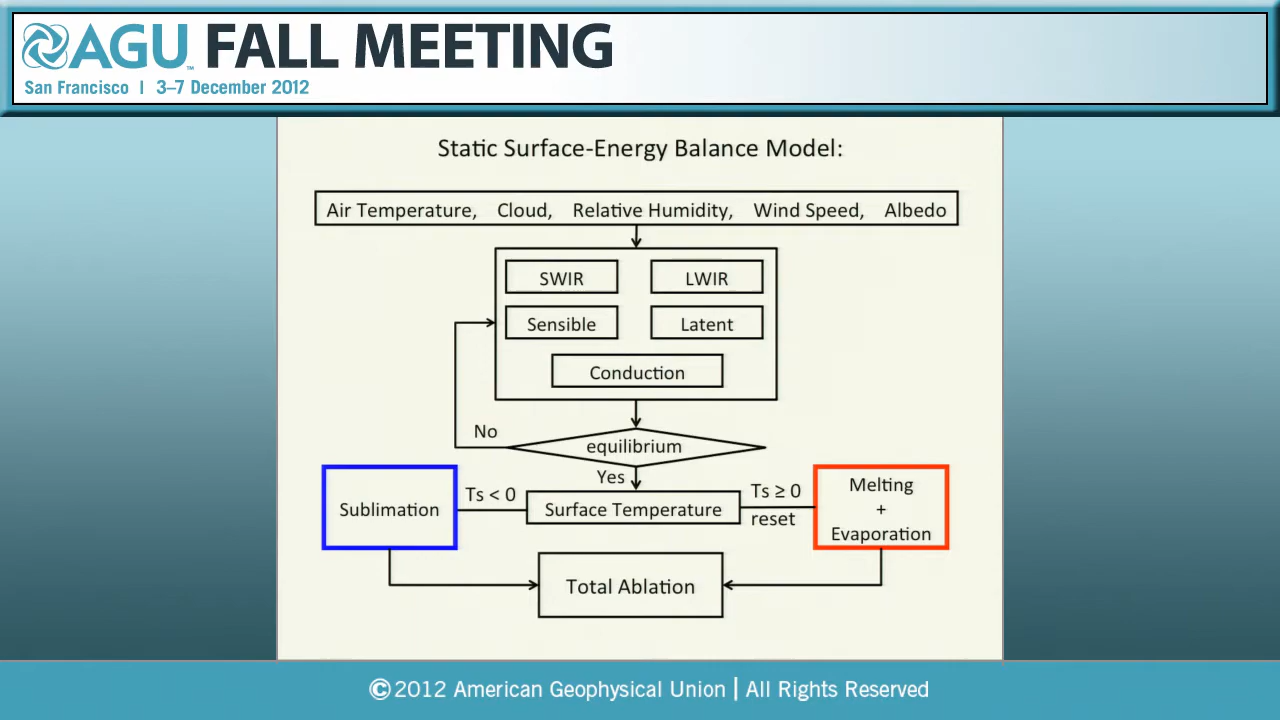 AGU FALL MEETING
San Francisco | 3–7 December 2012
Static Surface-Energy Balance Model:
Air Temperature, Cloud, Relative Humidity, Wind Speed, Albedo
SWIR LWIR
Sensible Latent
Conduction
No
equilibrium
Yes
Sublimation
Ts < 0
Surface Temperature
Ts ≥ 0
reset
Melting
+
Evaporation
Total Ablation
©2012 American Geophysical Union | All Rights Reserved